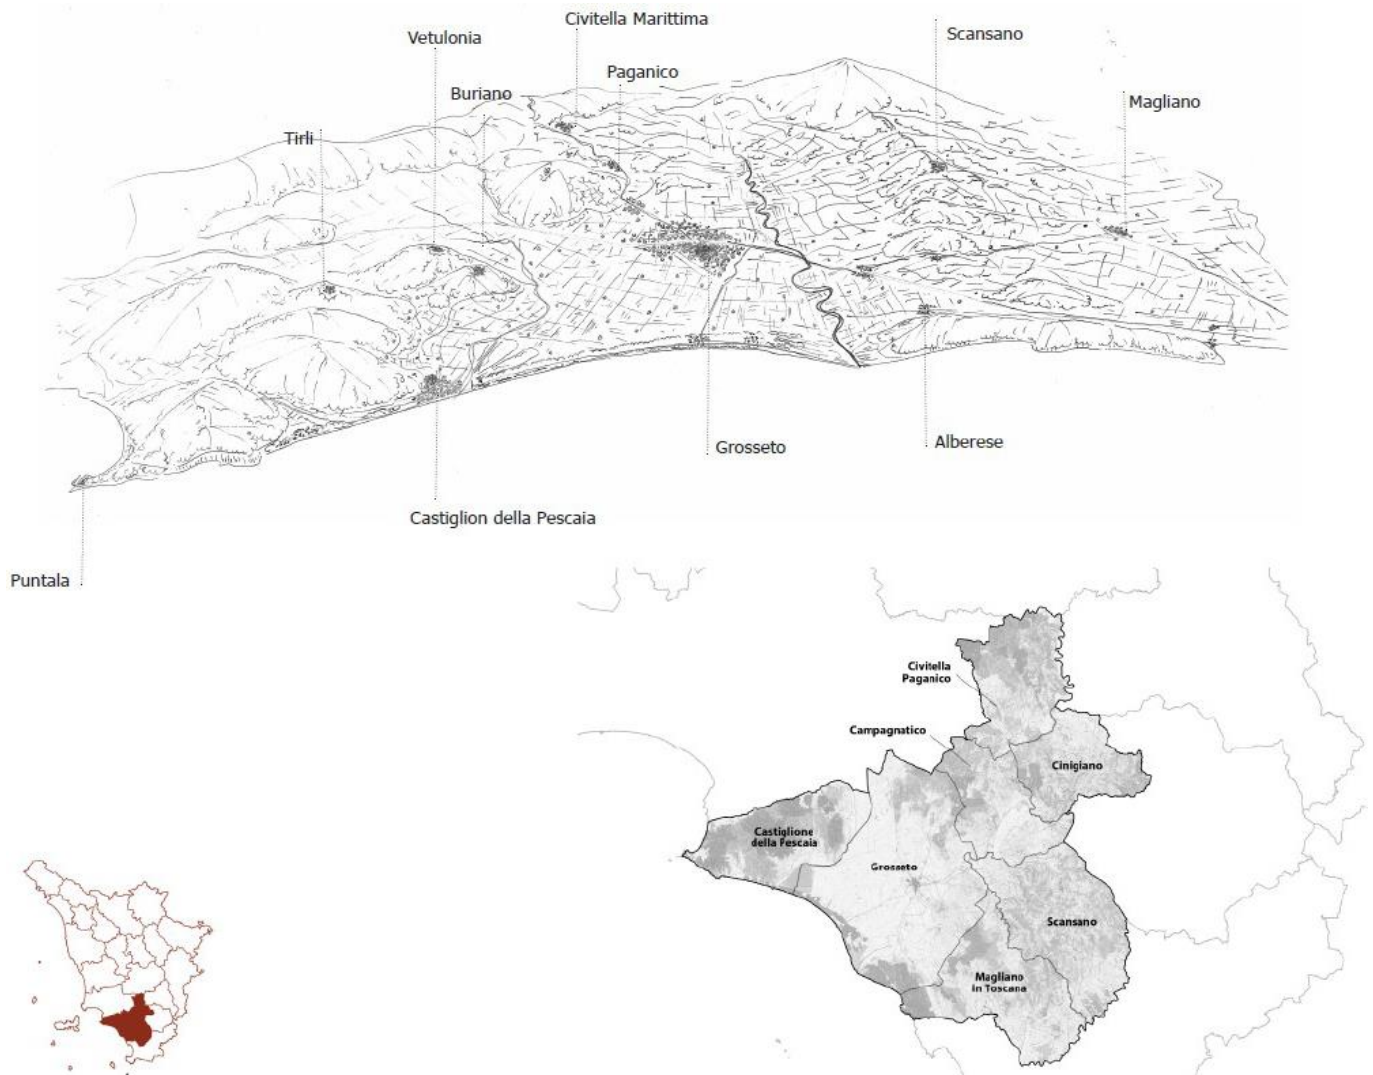 Civitella Marittima
Vetulonia
Scansano
Paganico
Buriano
Magliano
Tirli
Grosseto
Alberese
Castiglion della Pescaia
Puntala
Civitella
Paganico
Campagnatico
Cinigiano
Castiglione
della Pescaia
Grosseto
Scansano
Magliano
in Toscana